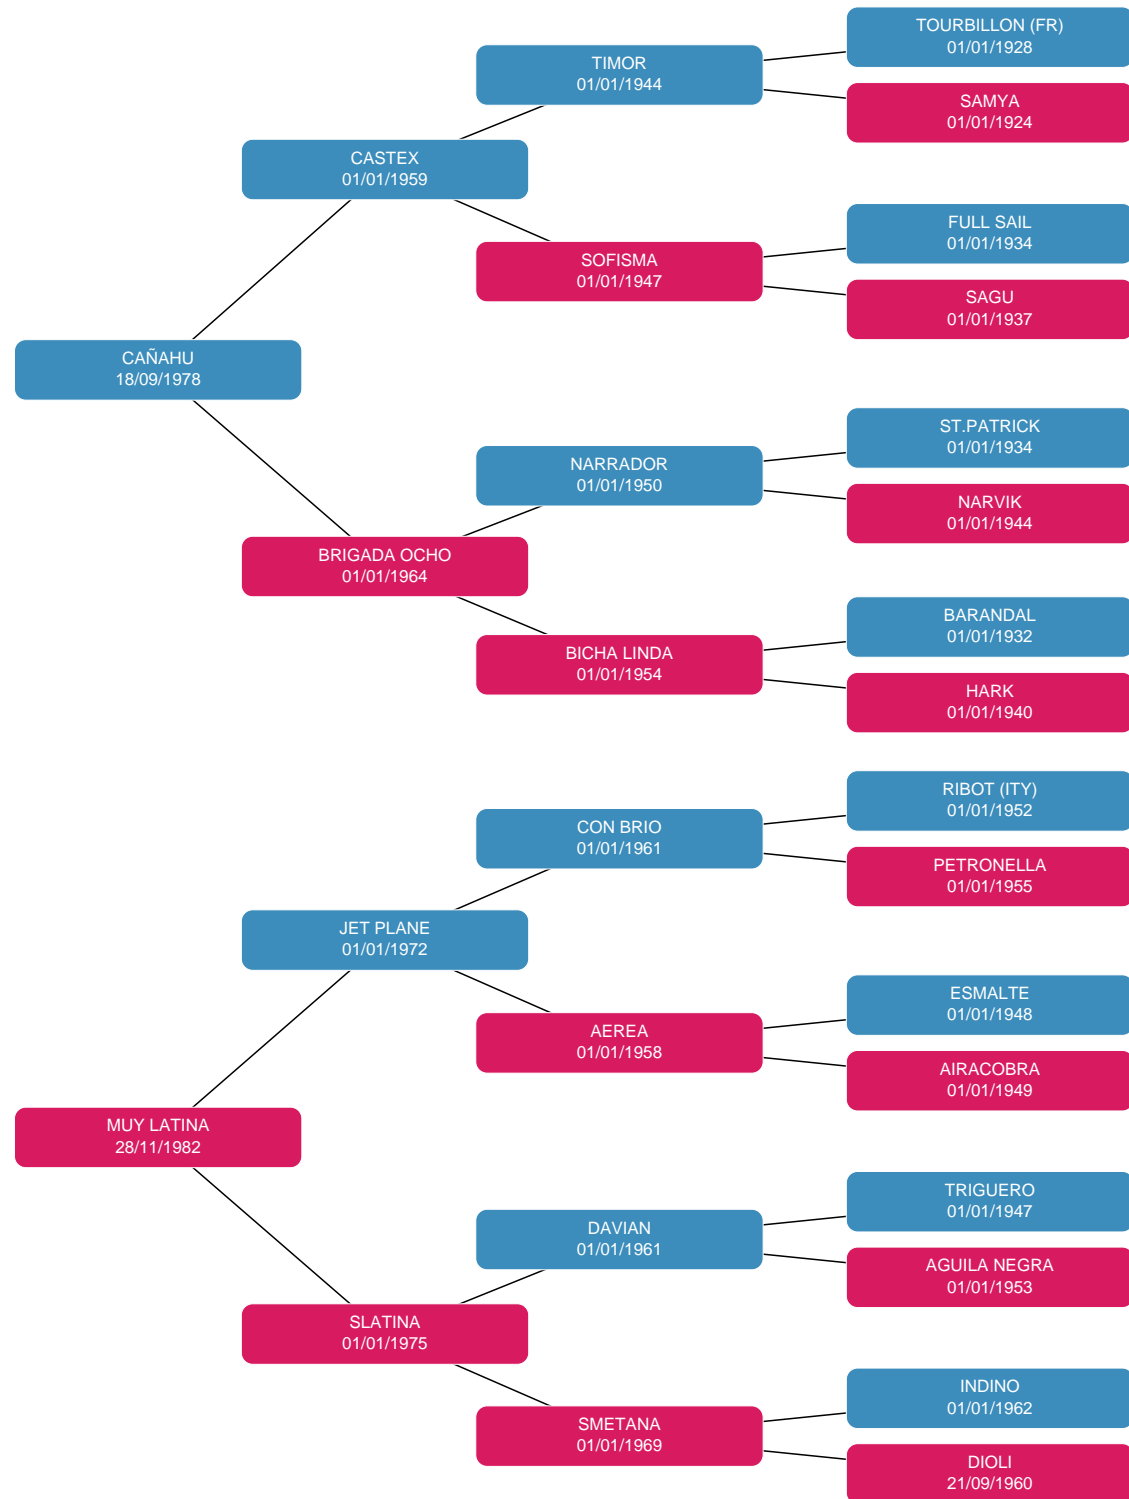 TOURBILLON (FR)
01/01/1928
TIMOR
01/01/1944
SAMYA
01/01/1924
CASTEX
01/01/1959
FULL SAIL
01/01/1934
SOFISMA
01/01/1947
SAGU
01/01/1937
CAÑAHU
18/09/1978
ST.PATRICK
01/01/1934
NARRADOR
01/01/1950
NARVIK
01/01/1944
BRIGADA OCHO
01/01/1964
BARANDAL
01/01/1932
BICHA LINDA
01/01/1954
HARK
01/01/1940
RIBOT (ITY)
01/01/1952
CON BRIO
01/01/1961
PETRONELLA
01/01/1955
JET PLANE
01/01/1972
ESMALTE
01/01/1948
AEREA
01/01/1958
AIRACOBRA
01/01/1949
MUY LATINA
28/11/1982
TRIGUERO
01/01/1947
DAVIAN
01/01/1961
AGUILA NEGRA
01/01/1953
SLATINA
01/01/1975
INDINO
01/01/1962
SMETANA
01/01/1969
DIOLI
21/09/1960